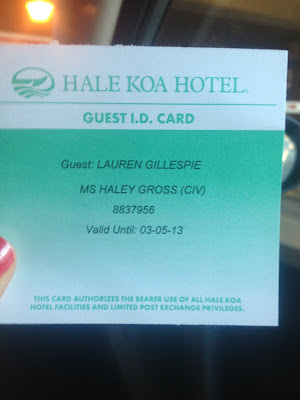 HALE KOA HOTEL®
GUEST I.D. CARD
Guest: LAUREN GILLESPIE
MS HALEY GROSS (CIV)
8837956
Valid Until: 03-05-13
THIS CARD AUTHORIZES THE BEARER USE OF ALL HALE KOA
HOTEL FACILITIES AND LIMITED POST EXCHANGE PRIVILEGES.